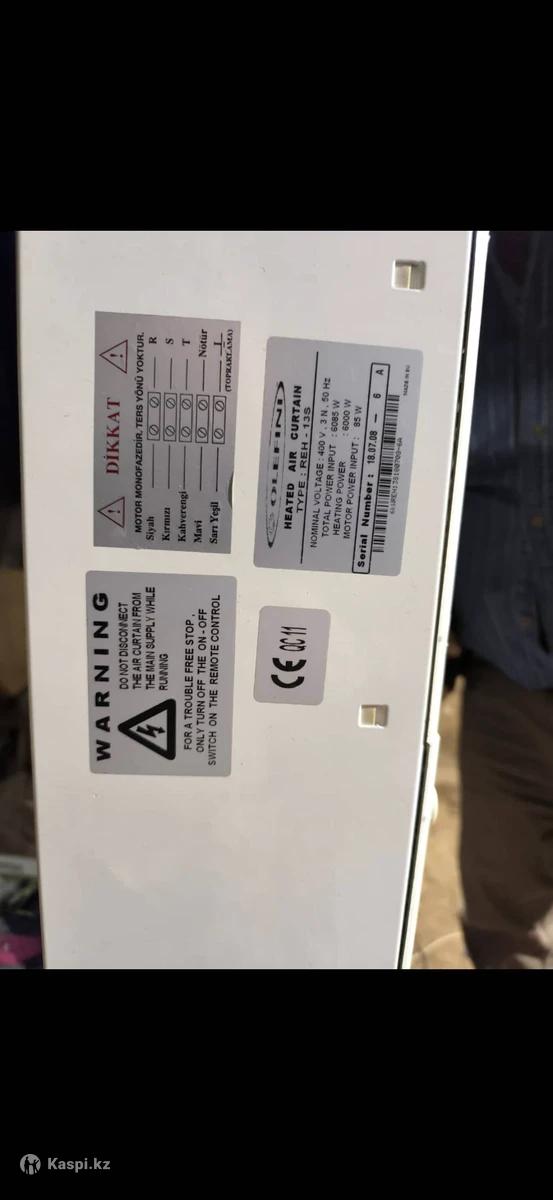 DİKKAT
MOTOR MONOFAZEDİR, TERS YÖNÜ YOKTUR.
Siyah R
Kırmızı S
Kahverengi T
Mavi Nötür
Sarı Yeşil
(TOPRAKLAMA)
OLEFINI
HEATED AIR CURTAIN
TYPE : REH - 13S
NOMINAL VOLTAGE : 400 V , 3 N , 50 Hz
TOTAL POWER INPUT : 6085 W
HEATING POWER : 6000 W
MOTOR POWER INPUT : 85 W
Serial Number : 18.07.08 — 6 A
MADE IN EU
WARNING
DO NOT DISCONNECT
THE AIR CURTAIN FROM
THE MAIN SUPPLY WHILE
RUNNING
FOR A TROUBLE FREE STOP ,
ONLY TURN OFF THE ON - OFF
SWITCH ON THE REMOTE CONTROL
CE QC 11
Kaspi.kz